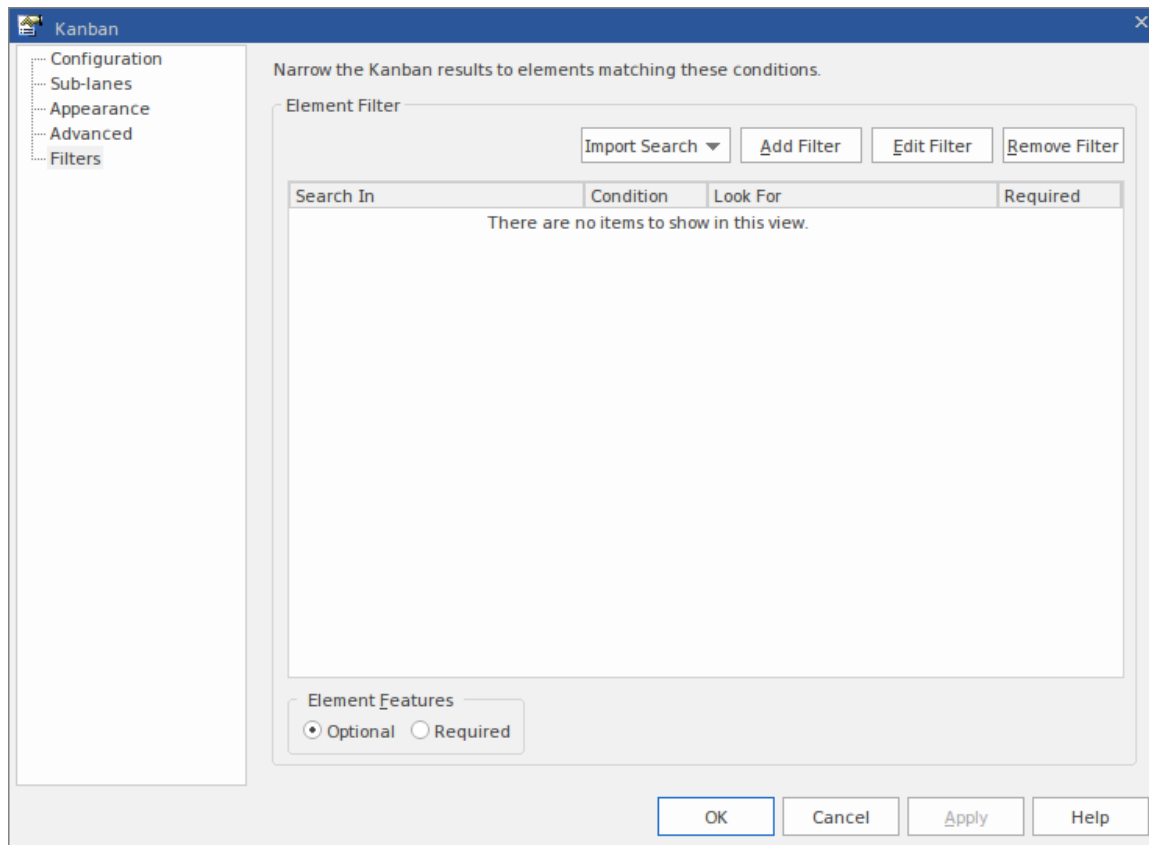 Kanban
Configuration
Sub-lanes
Appearance
Advanced
Filters
Narrow the Kanban results to elements matching these conditions.
Element Filter
Import Search Add Filter Edit Filter Remove Filter
Search In Condition Look For Required
There are no items to show in this view.
Element Features
Optional Required
OK Cancel Apply Help